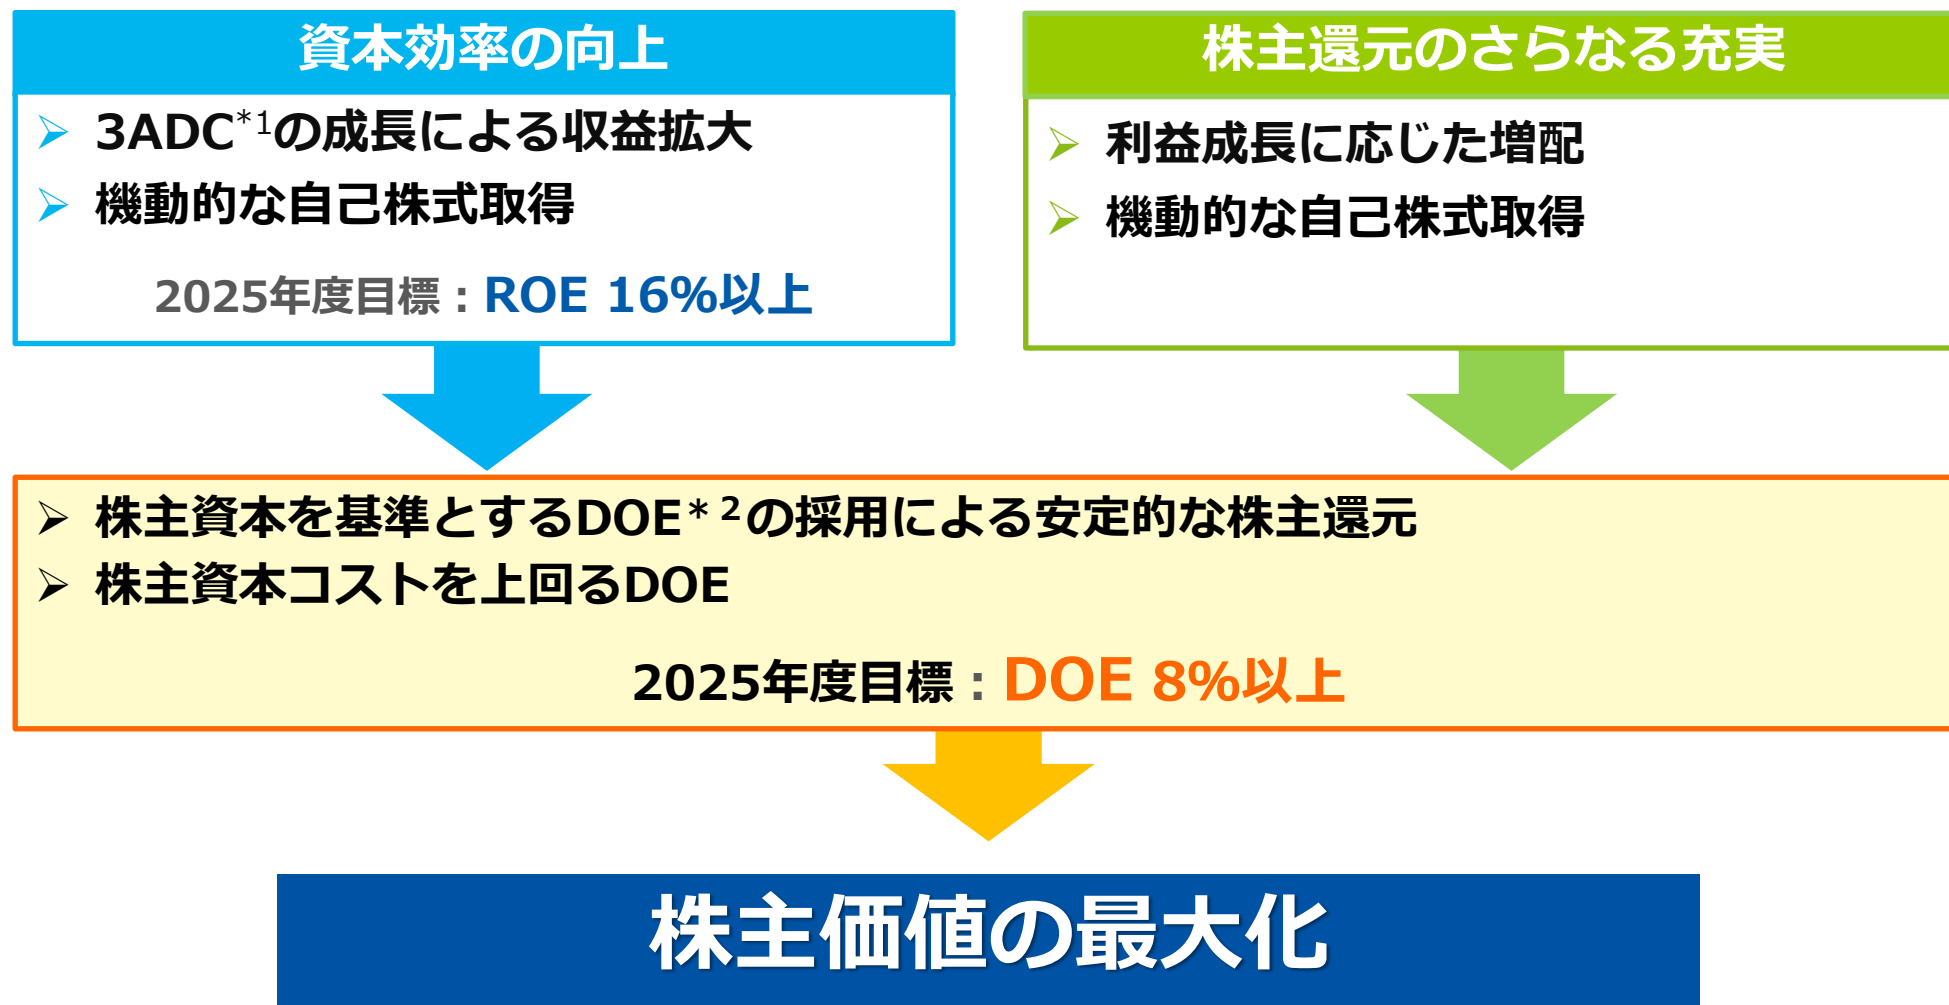 資本効率の向上
3ADC*1の成長による収益拡大
機動的な自己株式取得
2025年度目標：ROE 16%以上
株主還元のさらなる充実
利益成長に応じた増配
機動的な自己株式取得
株主資本を基準とするDOE*2の採用による安定的な株主還元
株主資本コストを上回るDOE
2025年度目標：DOE 8%以上
株主価値の最大化